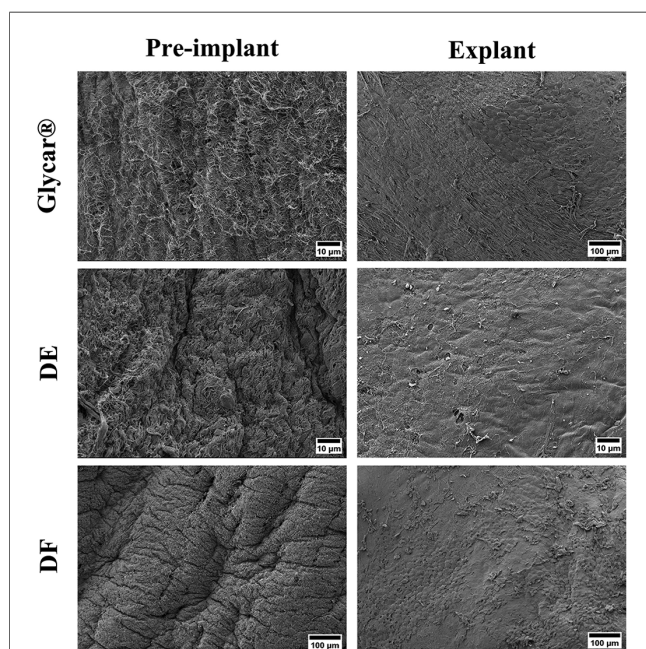 Pre-implant Explant
Glycar®
10 µm 100 µm
DE
10 µm 10 µm
DF
100 µm 100 µm